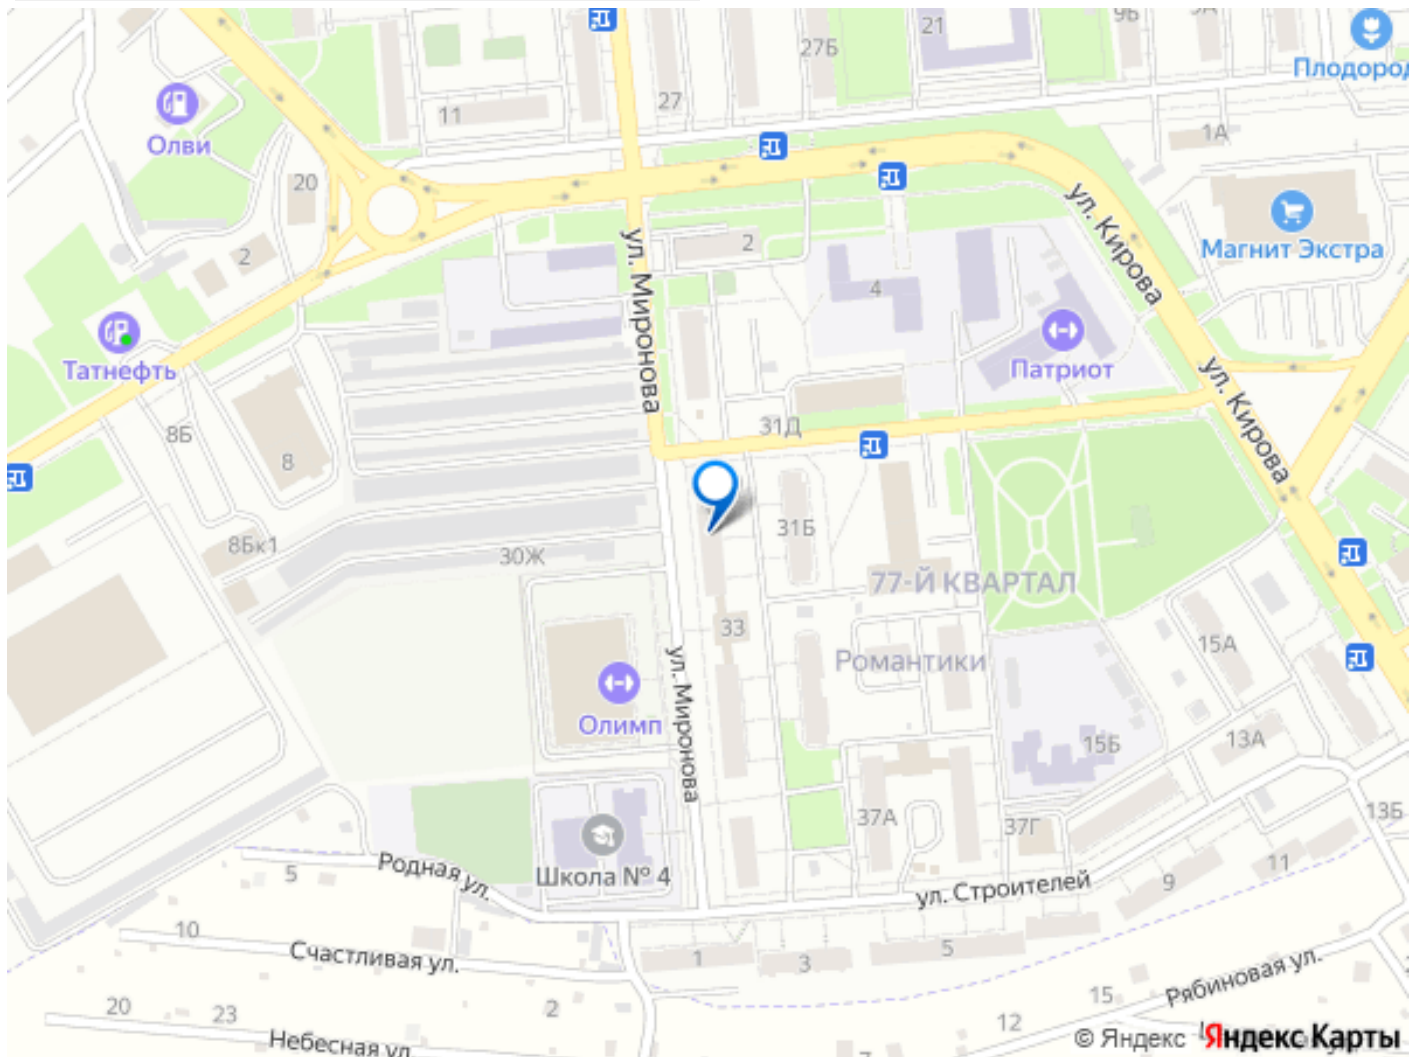 21
9Б
27Б
Плодород
27
11
Олви
1А
20
ул. Кирова
2
2
Магнит Экстра
ул. Миронова
4
Татнефть
Патриот
ул. Кирова
31Д
8Б
8
31Б
8Бк1
30Ж
77-Й КВАРТАЛ
33
15А
Романтики
ул. Миронова
Олимп
15Б
13А
13Б
37А
37Г
Родная ул.
5
Школа № 4
11
ул. Строителей
9
10
Счастливая ул.
1
3
5
Рябиновая ул.
15
20
23
2
12
Небесная ул.
© Яндекс Яндекс Карты